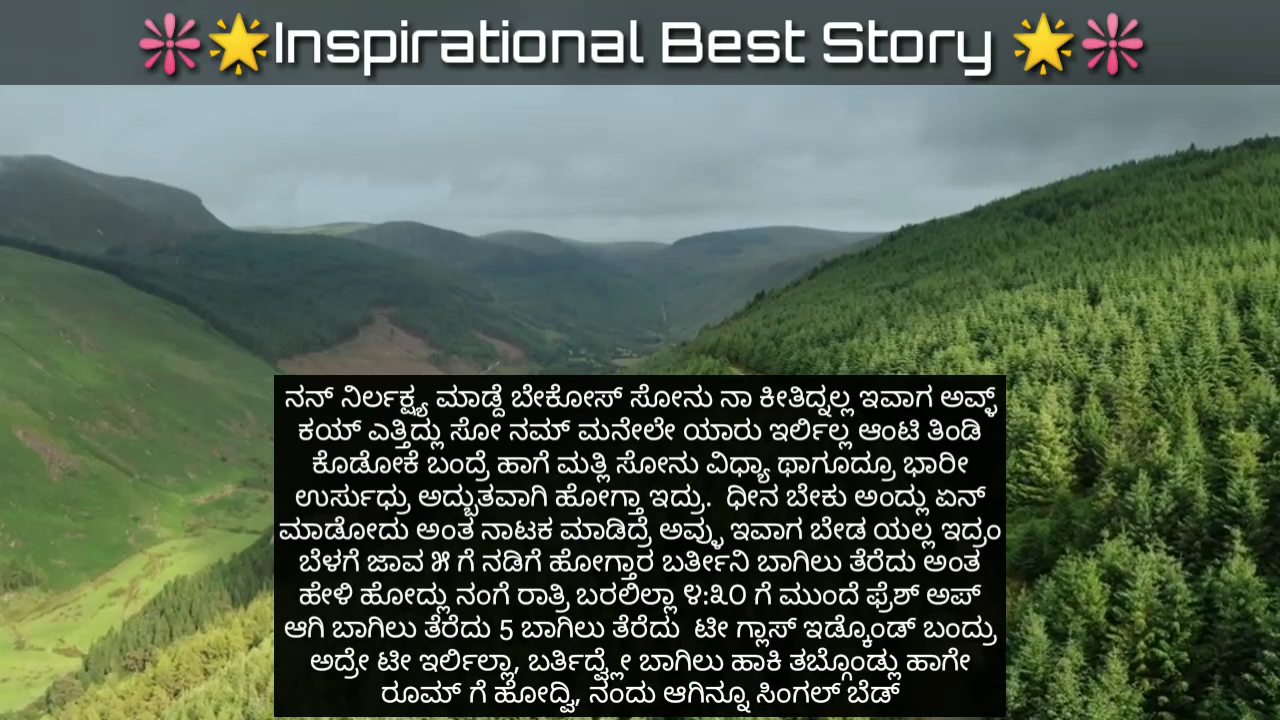 Inspirational Best Story
ನನ್ ನಿರ್ಲಕ್ಷ್ಯ ಮಾಡ್ದೆ ಬೇಕೋಸ್ ಸೋನು ನಾ ಕೀತಿದ್ನಲ್ಲ ಇವಾಗ ಅವ್ಳ್
ಕಯ್ ಎತ್ತಿದ್ಲು ಸೋ ನಮ್ ಮನೇಲೇ ಯಾರು ಇರ್ಲಿಲ್ಲ ಆಂಟಿ ತಿಂಡಿ
ಕೊಡೋಕೆ ಬಂದ್ರೆ ಹಾಗೆ ಮತ್ಲಿ ಸೋನು ವಿಧ್ಯಾ ಥಾಗೂದ್ರೂ ಭಾರೀ
ಉರ್ಸುಧ್ರು ಅದ್ಭುತವಾಗಿ ಹೋಗ್ತಾ ಇದ್ರು. ಧೀನ ಬೇಕು ಅಂದ್ಲು ಏನ್
ಮಾಡೋದು ಅಂತ ನಾಟಕ ಮಾಡಿದ್ರೆ ಅವ್ಳು ಇವಾಗ ಬೇಡ ಯಲ್ಲ ಇದ್ರಂ
ಬೆಳಗೆ ಜಾವ ೫ ಗೆ ನಡಿಗೆ ಹೋಗ್ತಾರ ಬರ್ತೀನಿ ಬಾಗಿಲು ತೆರೆದು ಅಂತ
ಹೇಳಿ ಹೋದ್ಲು ನಂಗೆ ರಾತ್ರಿ ಬರಲಿಲ್ಲಾ ೪:೩೦ ಗೆ ಮುಂದೆ ಫ್ರೆಶ್ ಅಪ್
ಆಗಿ ಬಾಗಿಲು ತೆರೆದು 5 ಬಾಗಿಲು ತೆರೆದು ಟೀ ಗ್ಲಾಸ್ ಇಡ್ಕೊಂಡ್ ಬಂದ್ರು
ಅದ್ರೇ ಟೀ ಇರ್ಲಿಲ್ಲಾ, ಬರ್ತಿದ್ವ್ಲೇ ಬಾಗಿಲು ಹಾಕಿ ತಬ್ಗೊಂಡ್ಲು ಹಾಗೇ
ರೂಮ್ ಗೆ ಹೋದ್ವಿ, ನಂದು ಆಗಿನ್ನೂ ಸಿಂಗಲ್ ಬೆಡ್